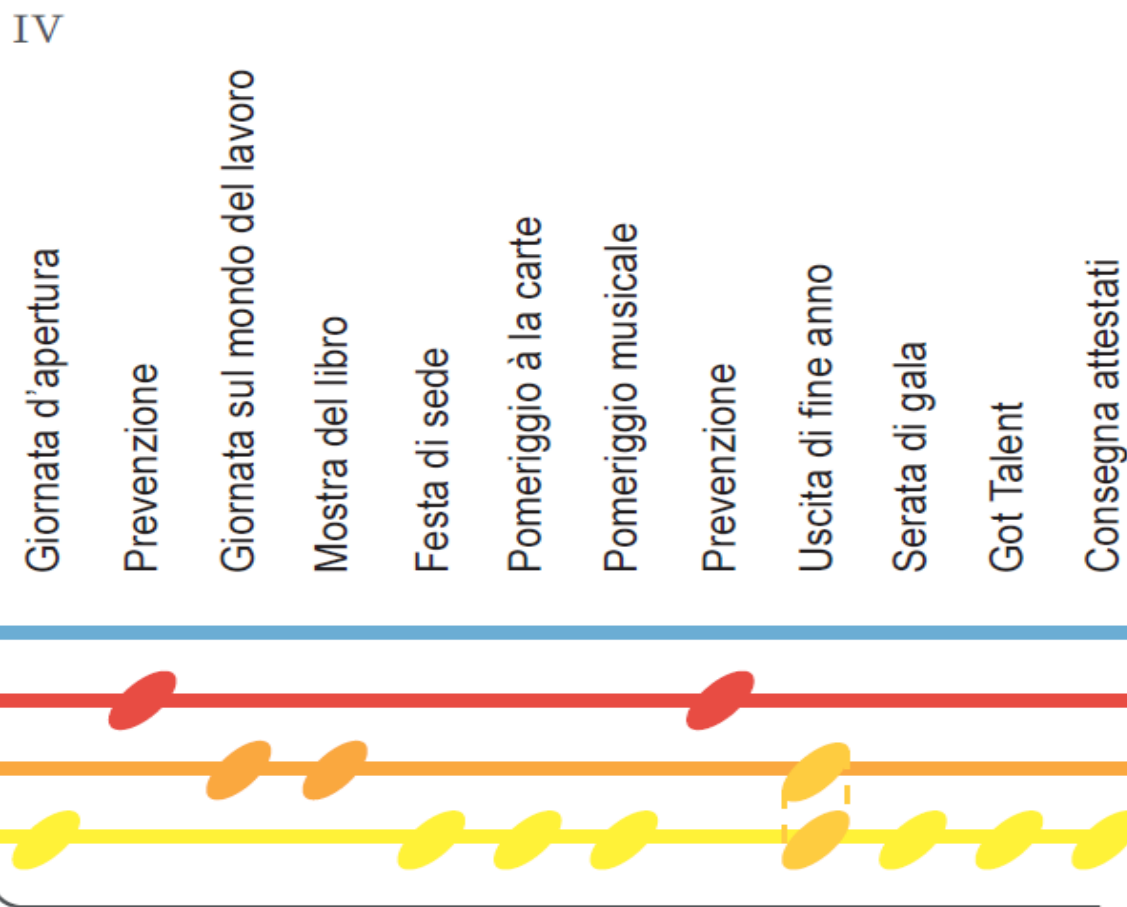 IV
Giornata d'apertura
Prevenzione
Giornata sul mondo del lavoro
Mostra del libro
Festa di sede
Pomeriggio à la carte
Pomeriggio musicale
Prevenzione
Uscita di fine anno
Serata di gala
Got Talent
Consegna attestati